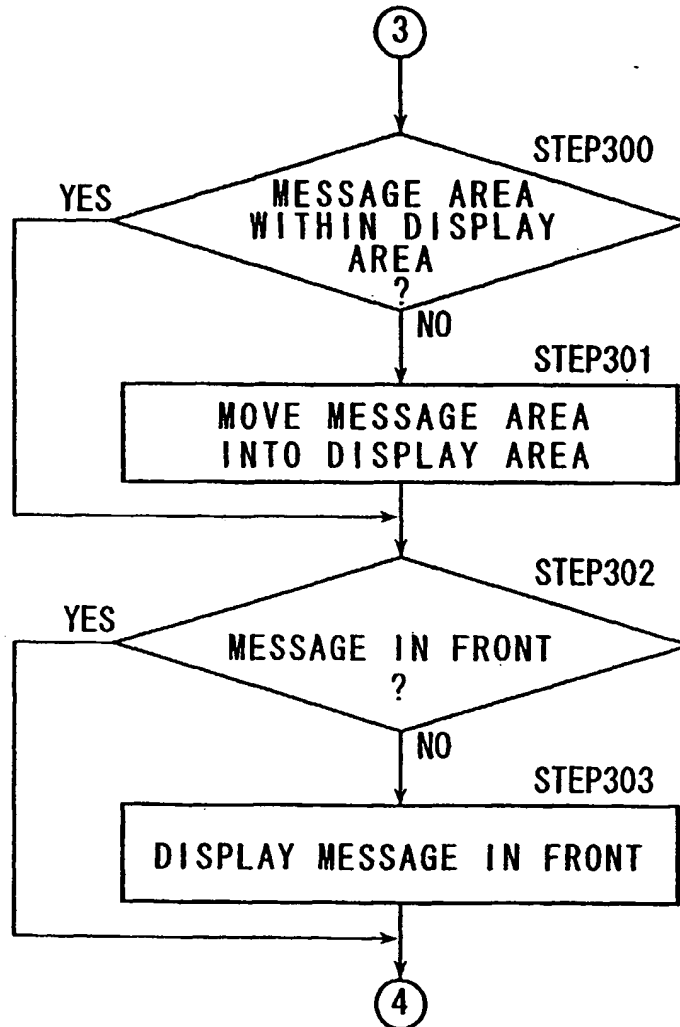 3
STEP300
YES
MESSAGE AREA
WITHIN DISPLAY
AREA
?
NO
STEP301
MOVE MESSAGE AREA
INTO DISPLAY AREA
STEP302
YES
MESSAGE IN FRONT
?
NO
STEP303
DISPLAY MESSAGE IN FRONT
4